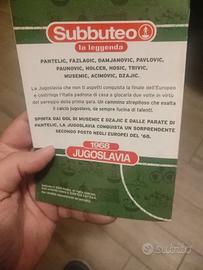 Subbuteo
la leggenda
PANTELIC, FAZLAGIC, DAMJANOVIC, PAVLOVIC,
PAUNOVIC, HOLCER, HOSIC, TRIVIC,
MUSEMIC, ACIMOVIC, DZAJIC.
La Jugoslavia che non ti aspetti conquista la finale dell'Europeo
e costringe l'Italia padrona di casa a giocarla due volte in virtù
del pareggio della prima gara. Un cammino strepitoso che esalta
il calcio jugoslavo, da sempre fucina di talenti.
SPINTA DAI GOL DI MUSEMIC E DZAJIC E DALLE PARATE DI
PANTELIC, LA JUGOSLAVIA CONQUISTA UN SORPRENDENTE
SECONDO POSTO NEGLI EUROPEI DEL '68.
1968
JUGOSLAVIA
subito